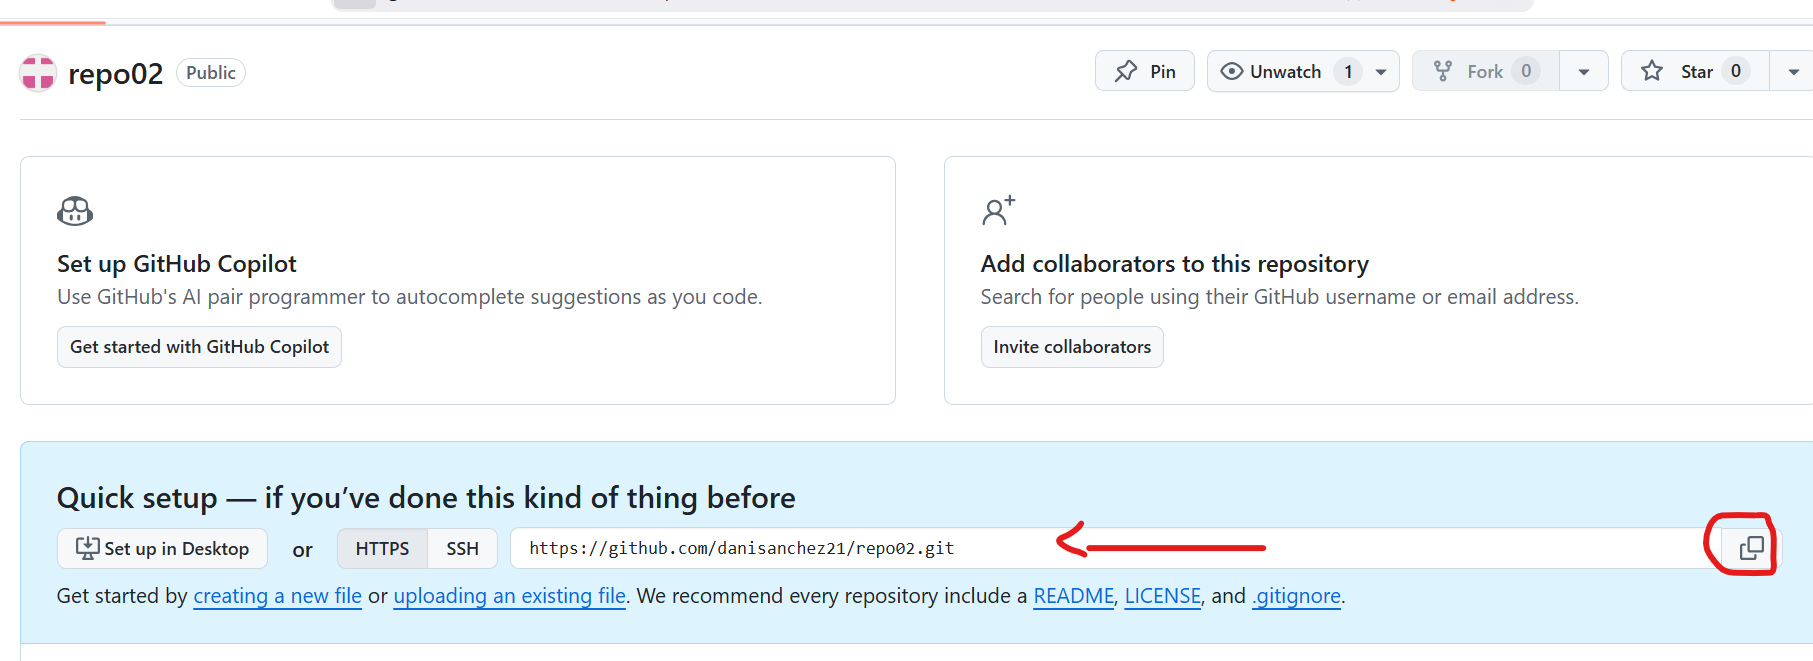 repo02 Public Pin Unwatch 1 Fork 0 Star 0
Set up GitHub Copilot
Use GitHub's AI pair programmer to autocomplete suggestions as you code.
Get started with GitHub Copilot
Add collaborators to this repository
Search for people using their GitHub username or email address.
Invite collaborators
Quick setup — if you’ve done this kind of thing before
Set up in Desktop or HTTPS SSH https://github.com/danisanchez21/repo02.git
Get started by creating a new file or uploading an existing file. We recommend every repository include a README, LICENSE, and .gitignore.